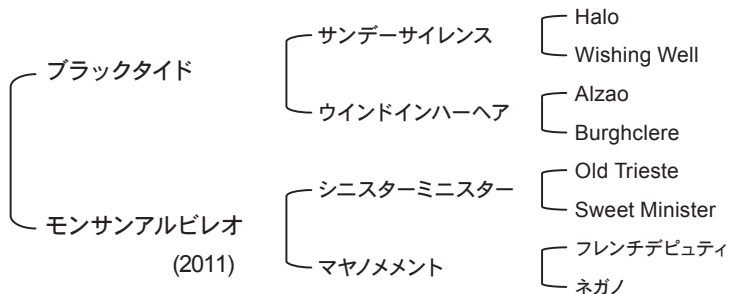 ブラックタイド
モンサンアルビレオ
(2011)
サンデーサイレンス
ウインドインハーヘア
シニスターミニスター
マヤノメメント
Halo
Wishing Well
Alzao
Burghclere
Old Trieste
Sweet Minister
フレンチデピュティ
ネガノ